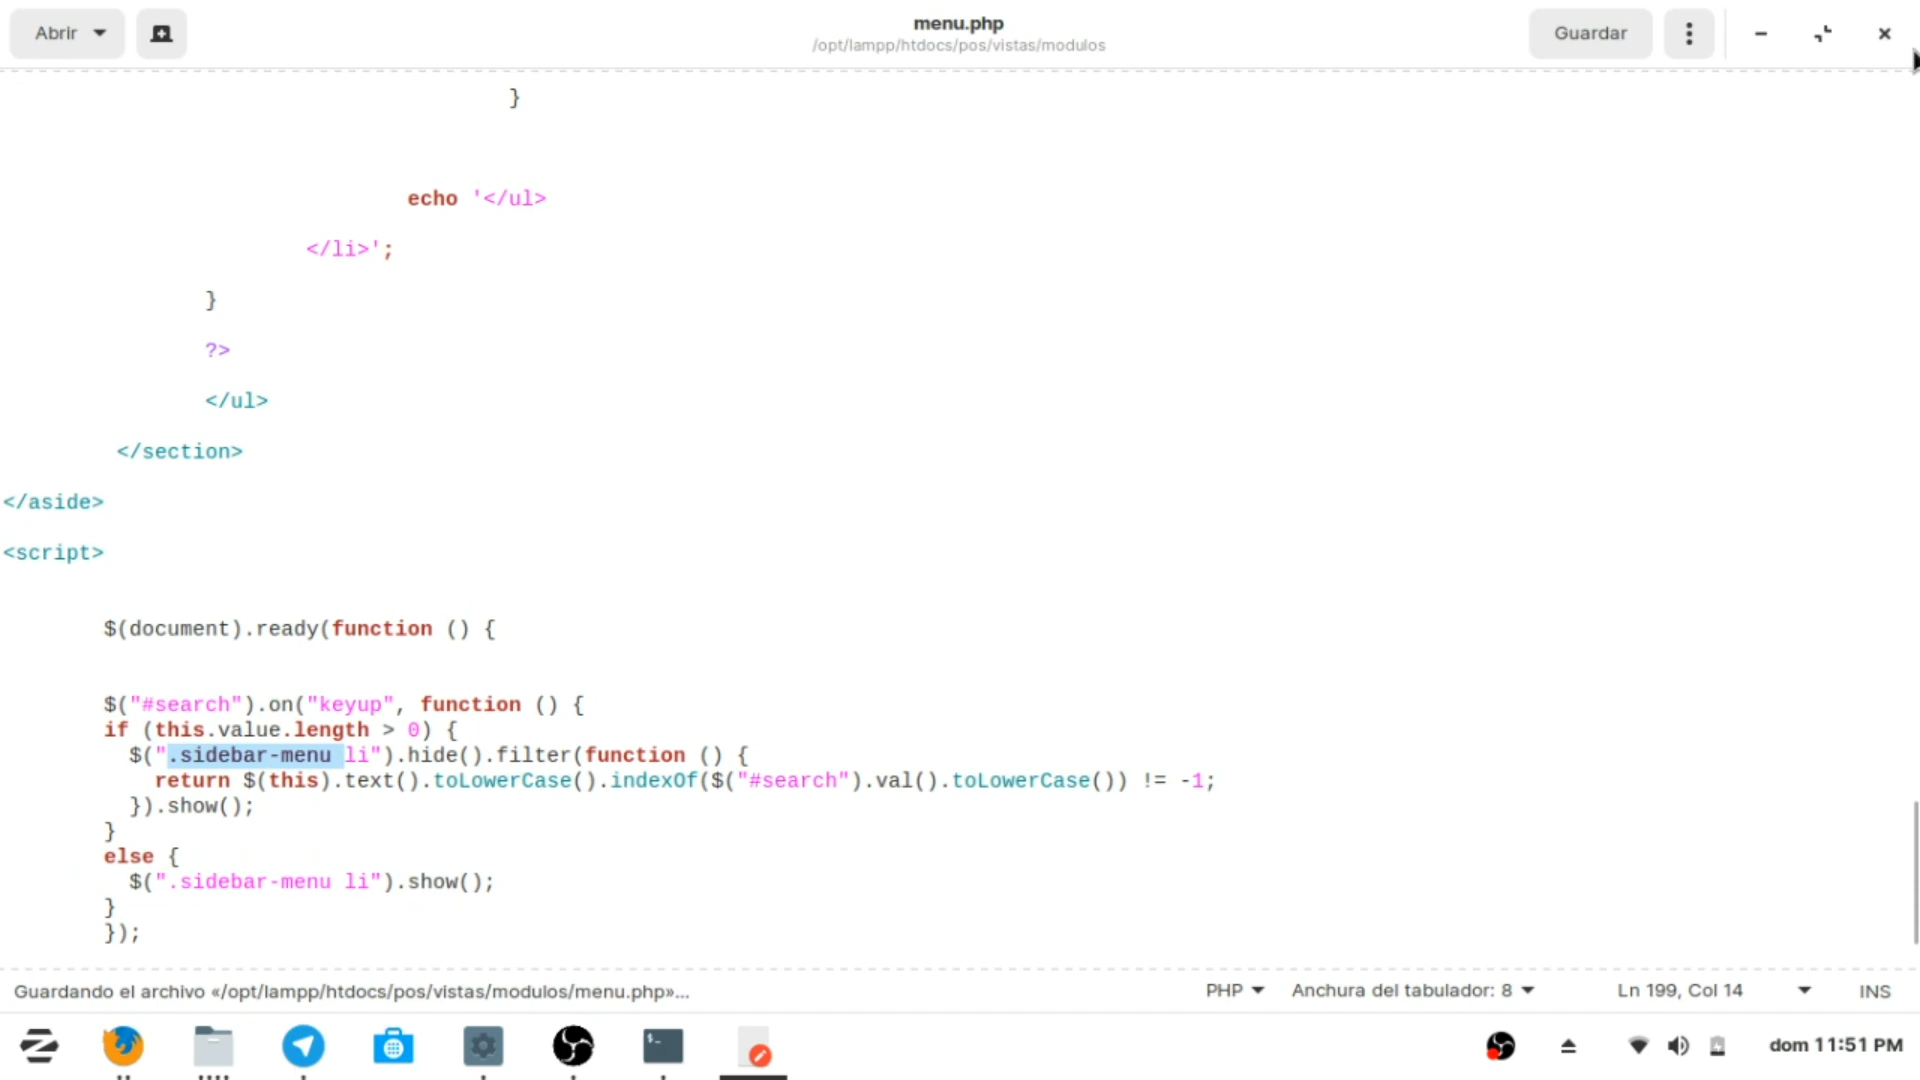 Abrir
menu.php
/opt/lampp/htdocs/pos/vistas/modulos
Guardar
}
echo '</ul>
</li>';
}
?>
</ul>
</section>
</aside>
<script>
$(document).ready(function () {
$("#search").on("keyup", function () {
if (this.value.length > 0) {
$(".sidebar-menu li").hide().filter(function () {
return $(this).text().toLowerCase().indexOf($("#search").val().toLowerCase()) != -1;
}).show();
}
else {
$(".sidebar-menu li").show();
}
});
Guardando el archivo «/opt/lampp/htdocs/pos/vistas/modulos/menu.php»...
PHP
Anchura del tabulador: 8
Ln 199, Col 14
INS
dom 11:51 PM